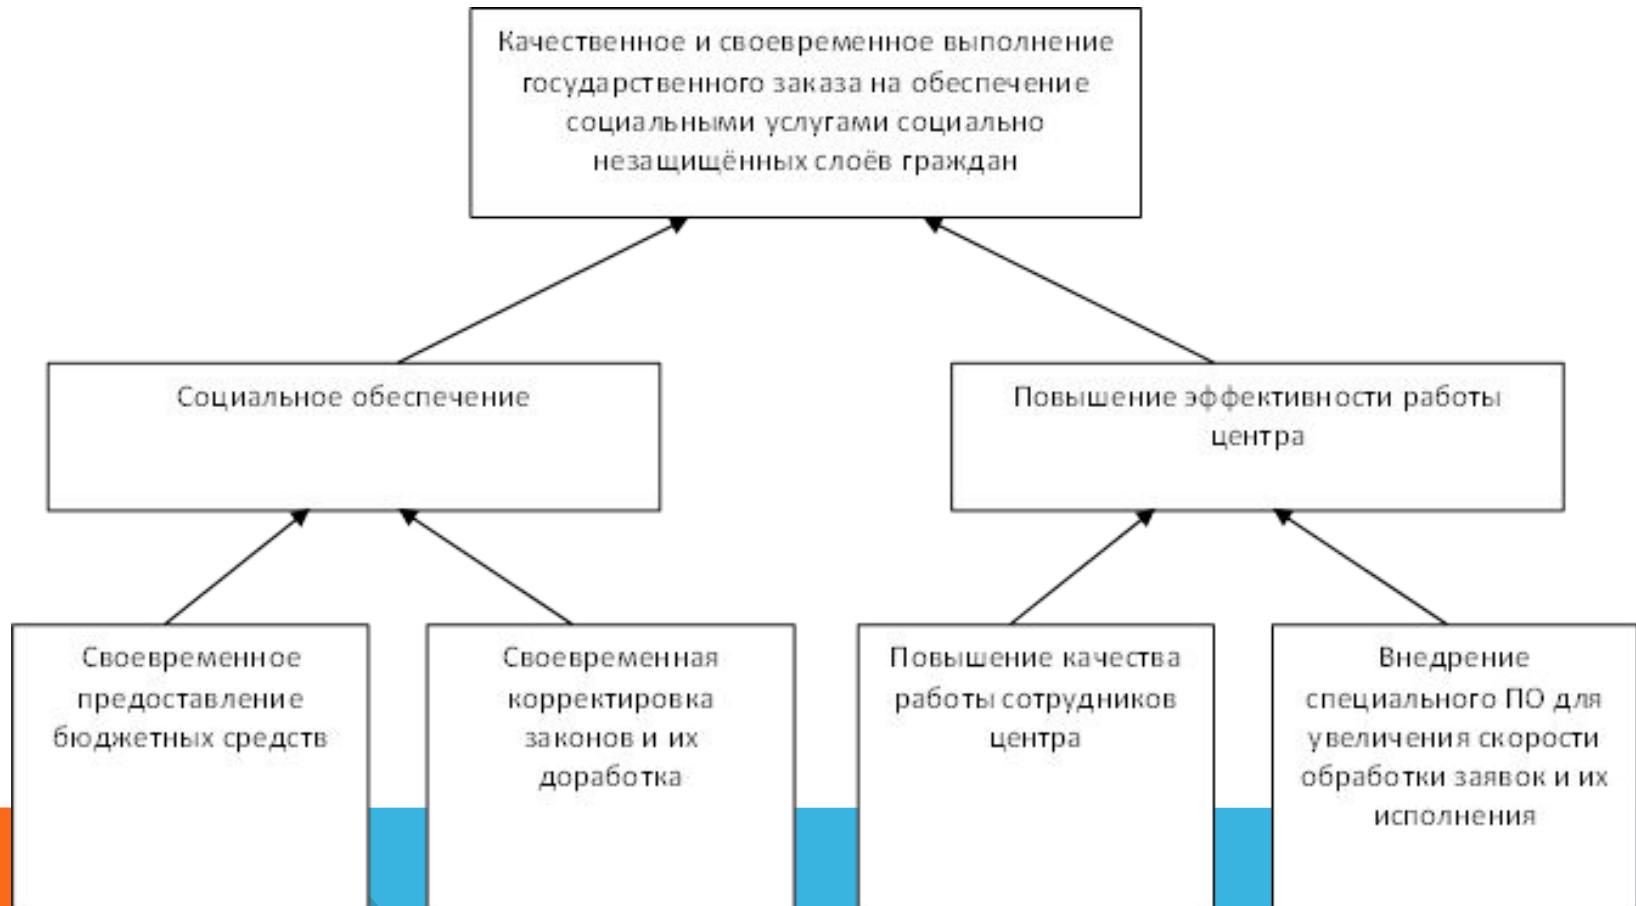 Качественное и своевременное выполнение
государственного заказа на обеспечение
социальными услугами социально
незащищённых слоёв граждан
Социальное обеспечение
Повышение эффективности работы
центра
Своевременное
предоставление
бюджетных средств
Своевременная
корректировка
законов и их
доработка
Повышение качества
работы сотрудников
центра
Внедрение
специального ПО для
увеличения скорости
обработки заявок и их
исполнения